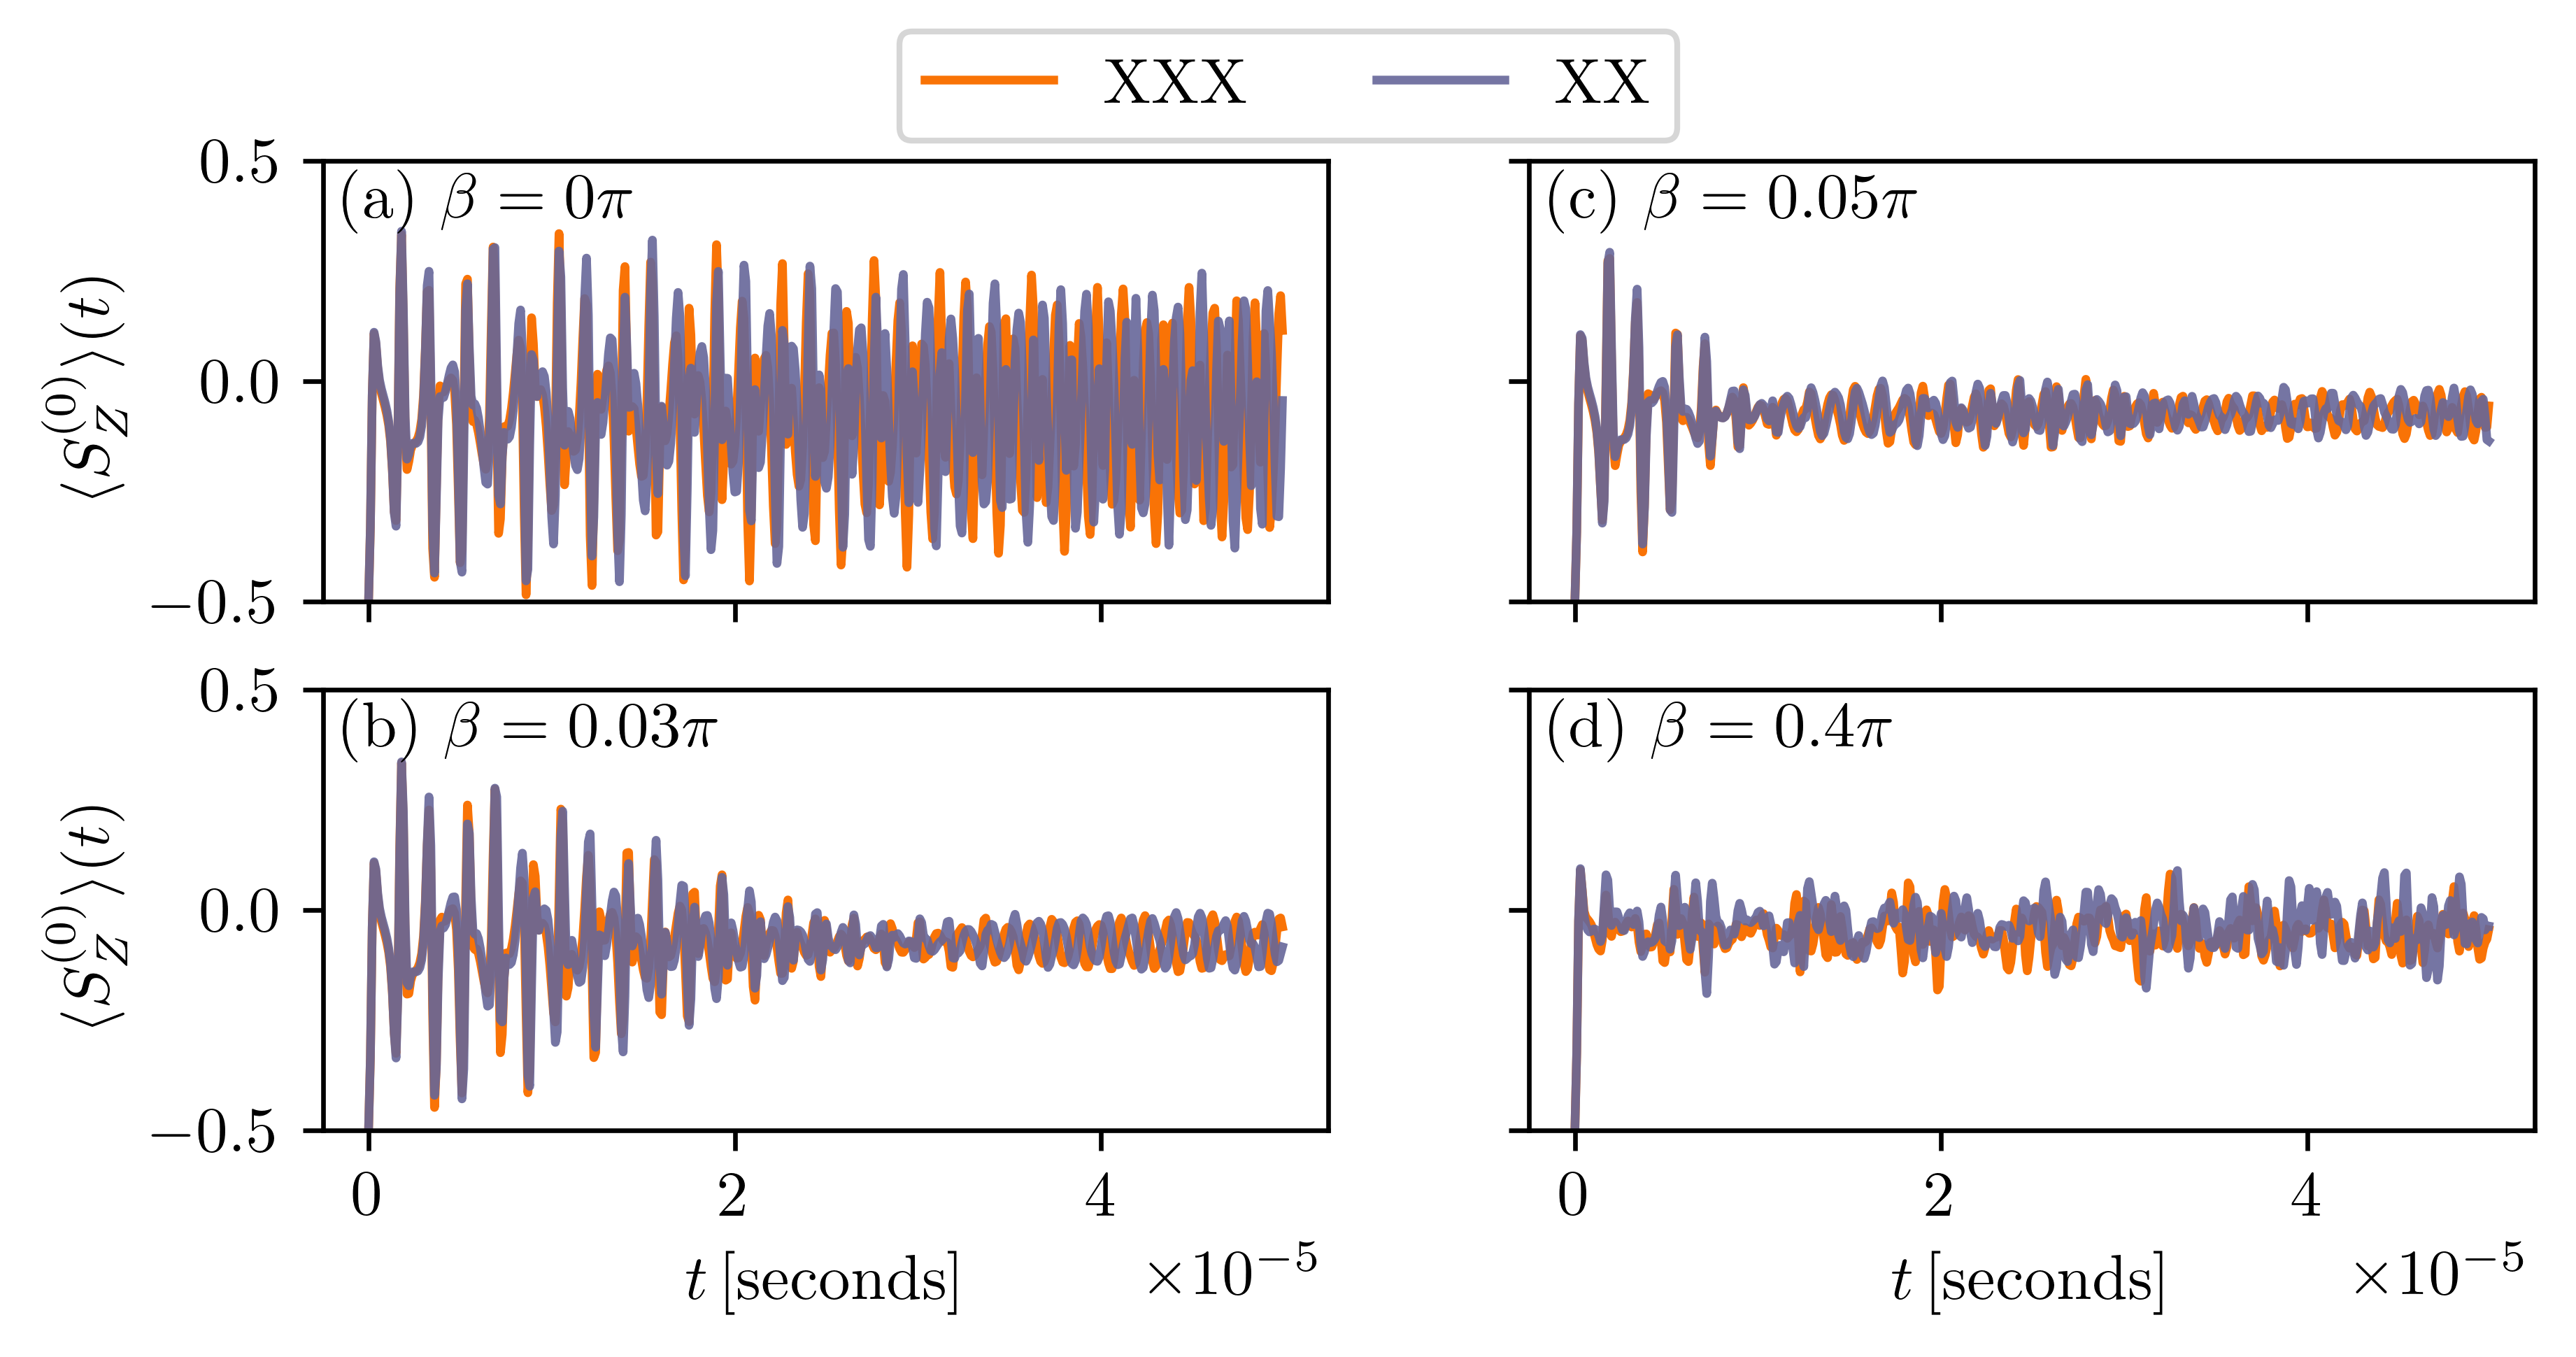 XXX XX
(a) β = 0π
(c) β = 0.05π
0.5
0.0
−0.5
⟨S_Z^{(0)}⟩(t)
(b) β = 0.03π
(d) β = 0.4π
0.5
0.0
−0.5
⟨S_Z^{(0)}⟩(t)
0 2 4
0 2 4
t [seconds]
×10^{−5}
t [seconds]
×10^{−5}